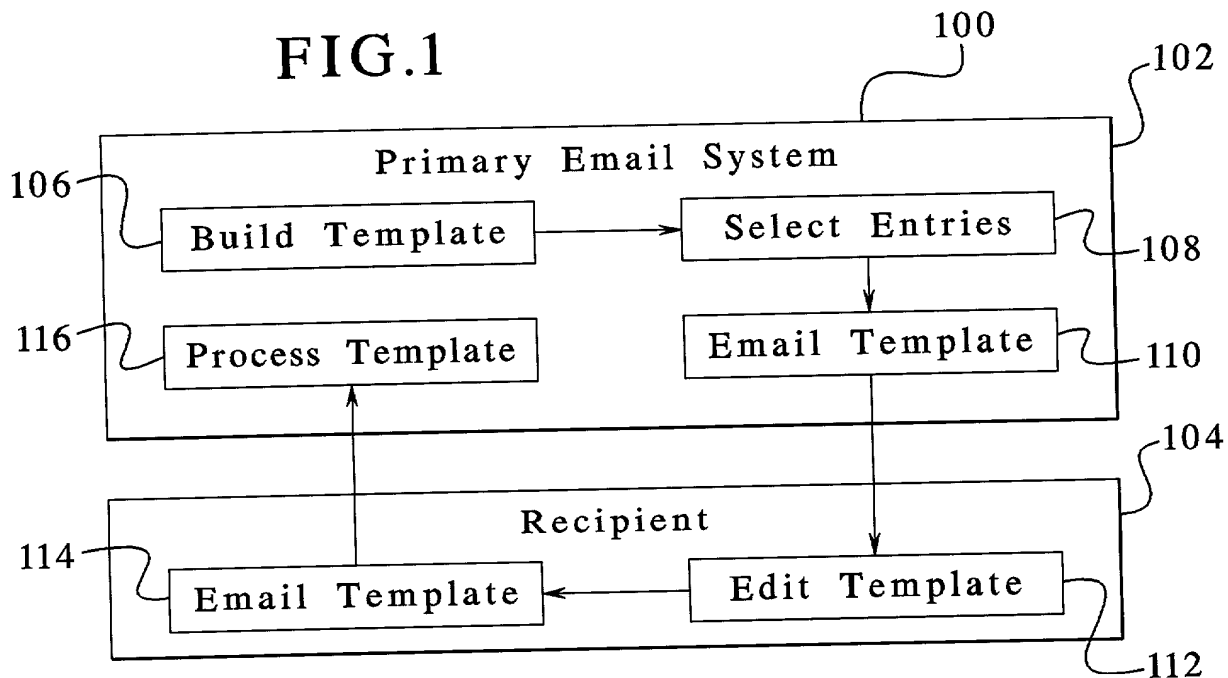 FIG.1
100
102
Primary Email System
106
Build Template
Select Entries
108
116
Process Template
Email Template
110
104
Recipient
114
Email Template
Edit Template
112